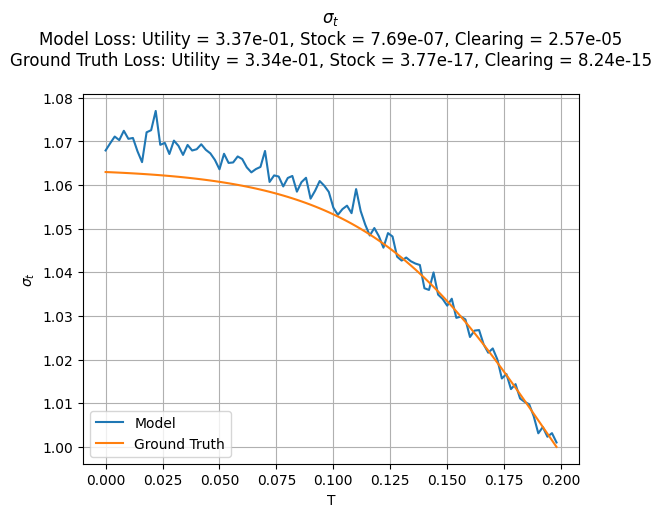 σ_t
Model Loss: Utility = 3.37e-01, Stock = 7.69e-07, Clearing = 2.57e-05
Ground Truth Loss: Utility = 3.34e-01, Stock = 3.77e-17, Clearing = 8.24e-15
1.08
1.07
1.06
1.05
1.04
1.03
1.02
1.01
1.00
σ_t
Model
Ground Truth
0.000 0.025 0.050 0.075 0.100 0.125 0.150 0.175 0.200
T